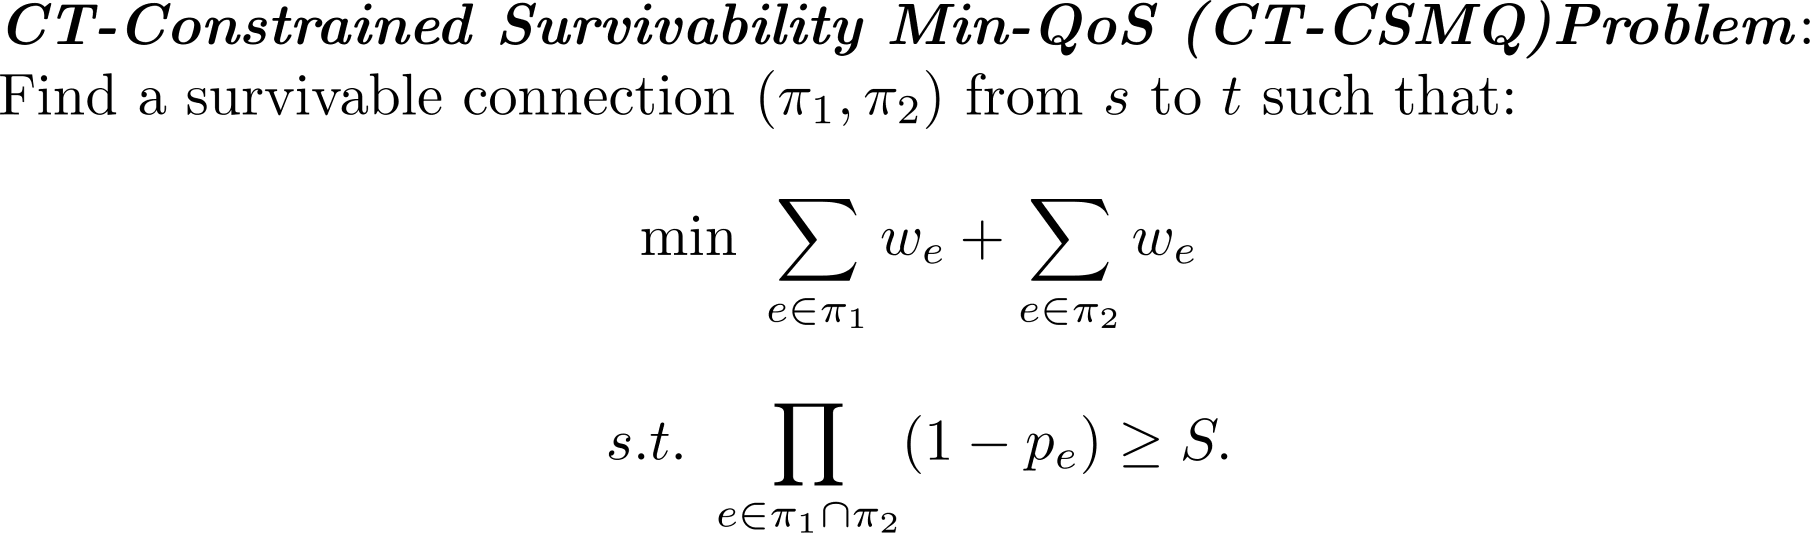 CT-Constrained Survivability Min-QoS (CT-CSMQ)Problem:
Find a survivable connection (π₁, π₂) from s to t such that:
min ∑_{e∈π₁} w_e + ∑_{e∈π₂} w_e
s.t. ∏_{e∈π₁∩π₂} (1 − p_e) ≥ S.